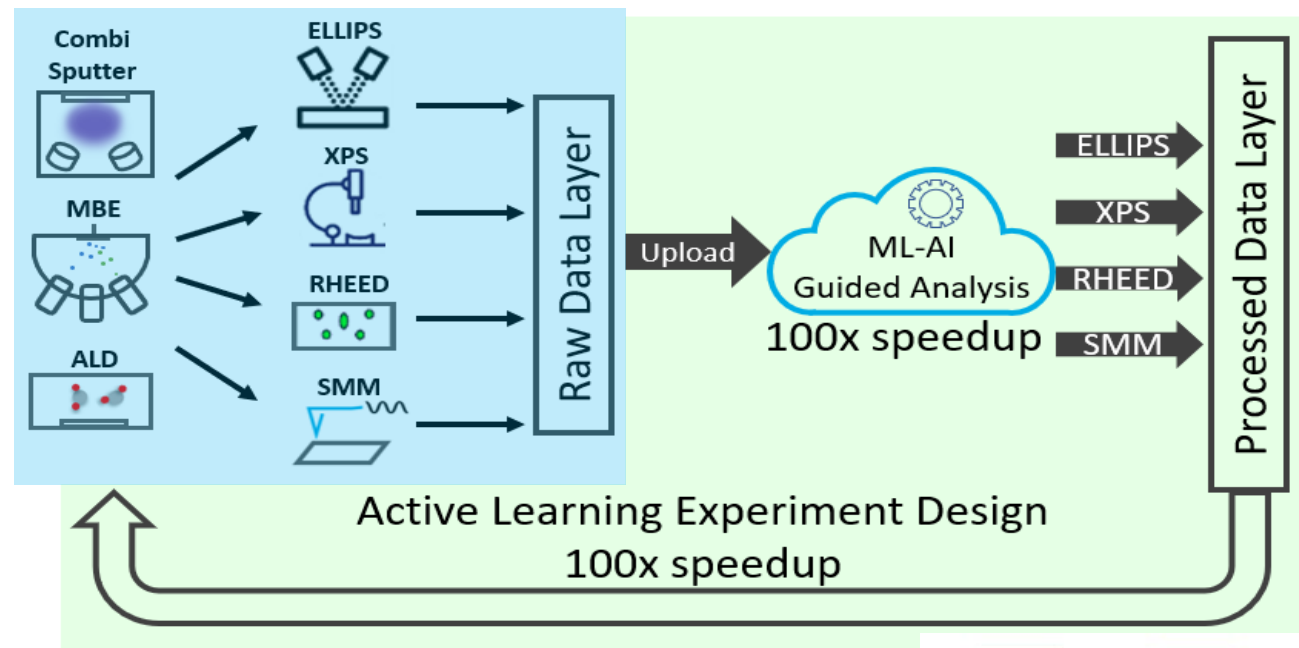 Combi
Sputter
MBE
ALD
ELLIPS
XPS
RHEED
SMM
Raw Data Layer
Upload
ML-AI
Guided Analysis
100x speedup
ELLIPS
XPS
RHEED
SMM
Processed Data Layer
Active Learning Experiment Design
100x speedup